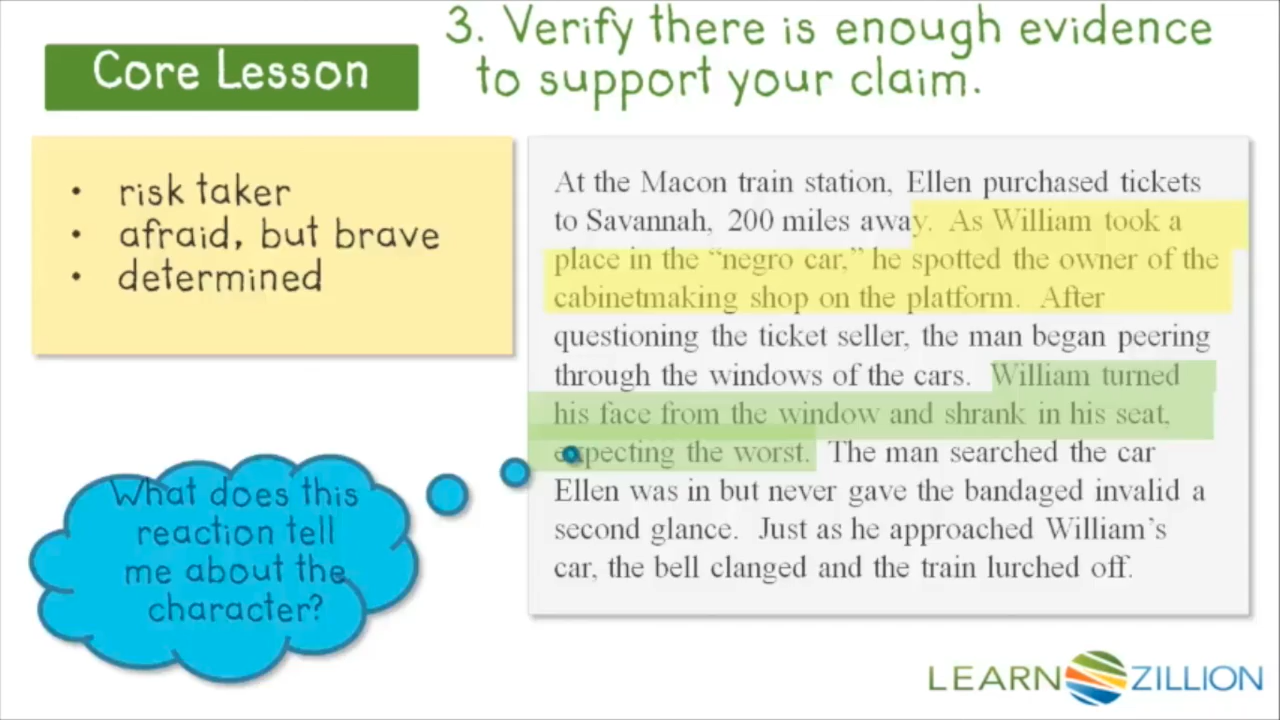 3. Verify there is enough evidence
to support your claim.
Core Lesson
• risk taker
• afraid, but brave
• determined
At the Macon train station, Ellen purchased tickets
to Savannah, 200 miles away. As William took a
place in the “negro car,” he spotted the owner of the
cabinetmaking shop on the platform. After
questioning the ticket seller, the man began peering
through the windows of the cars. William turned
his face from the window and shrank in his seat,
expecting the worst. The man searched the car
Ellen was in but never gave the bandaged invalid a
second glance. Just as he approached William’s
car, the bell clanged and the train lurched off.
What does this
reaction tell
me about the
character?
LEARN ZILLION